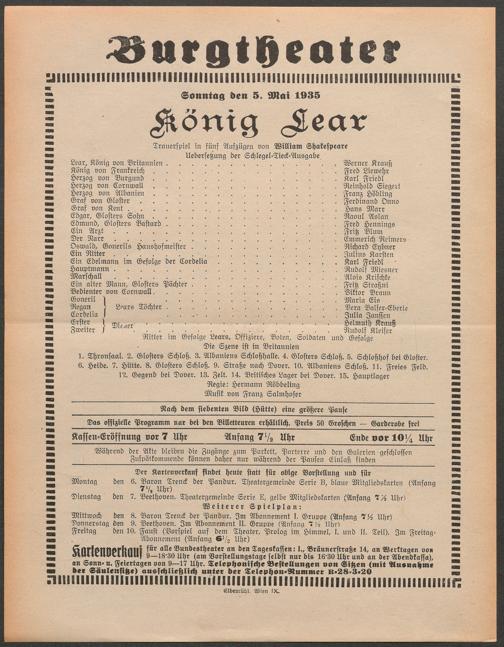 Burgtheater
Sonntag den 5. Mai 1935
König Lear
Trauerspiel in fünf Aufzügen von William Shakespeare
Uebersetzung der Schlegel-Tieck-Ausgabe
Lear, König von Britannien . . . Werner Krauß
König von Frankreich . . . Fred Liewehr
Herzog von Burgund . . . Karl Friedl
Herzog von Cornwall . . . Reinhold Siegert
Herzog von Albanien . . . Franz Höbling
Graf von Gloster . . . Ferdinand Onno
Graf von Kent . . . Hans Marr
Edgar, Glosters Sohn . . . Raoul Aslan
Edmund, Glosters Bastard . . . Fred Hennings
Ein Arzt . . . Fritz Blum
Der Narr . . . Emmerich Reimers
Oswald, Gonerils Haushofmeister . . . Richard Eybner
Ein Ritter . . . Julius Karsten
Ein Edelmann im Gefolge der Cordelia . . . Karl Friedl
Hauptmann . . . Rudolf Miesner
Marschall . . . Alois Krischke
Ein alter Mann, Glosters Pächter . . . Fritz Straßni
Bedienter von Cornwall . . . Viktor Braun
Goneril . . . Maria Eis
Regan } Lears Töchter . . . Vera Balser-Eberle
Cordelia . . . Julia Janssen
Erster } Diener . . . Helmuth Krauß
Zweiter . . . Rudolf Kleiser
Ritter im Gefolge Lears, Offiziere, Boten, Soldaten und Gefolge
Die Szene ist in Britannien
1. Thronsaal. 2. Glosters Schloß. 3. Albaniens Schloßhalle. 4. Glosters Schloß. 5. Schloßhof bei Gloster.
6. Heide. 7. Hütte. 8. Glosters Schloß. 9. Straße nach Dover. 10. Albaniens Schloß. 11. Freies Feld.
12. Gegend bei Dover. 13. Zelt. 14. Britisches Lager bei Dover. 15. Hauptlager
Regie: Hermann Röbbeling
Musik von Franz Salmhofer
Nach dem siebenten Bild (Hütte) eine größere Pause
Das offizielle Programm nur bei den Billetteuren erhältlich. Preis 50 Groschen — Garderobe frei
Kassen-Eröffnung vor 7 Uhr Anfang 7½ Uhr Ende vor 10¼ Uhr
Während der Akte bleiben die Zugänge zum Parkett, Parterre und den Galerien geschlossen
Zuspätkommende können daher nur während der Pausen Einlaß finden
Der Kartenverkauf findet heute statt für obige Vorstellung und für
Montag den 6. Baron Trenck der Pandur. Theatergemeinde Serie B, blaue Mitgliedskarten (Anfang
7½ Uhr)
Dienstag den 7. Beethoven. Theatergemeinde Serie E, gelbe Mitgliedskarten (Anfang 7½ Uhr)
Weiterer Spielplan:
Mittwoch den 8. Baron Trenck der Pandur. Im Abonnement I. Gruppe (Anfang 7½ Uhr)
Donnerstag den 9. Beethoven. Im Abonnement II. Gruppe (Anfang 7½ Uhr)
Freitag den 10. Faust (Vorspiel auf dem Theater, Prolog im Himmel, I. und II. Teil). Im Freitag-
Abonnement (Anfang 6½ Uhr)
Kartenverkauf für alle Bundestheater an den Tageskassen: I., Bräunerstraße 14, an Werktagen von
9—18:30 Uhr (am Vorstellungstage selbst nur bis 16:30 Uhr und an der Abendkassa),
an Sonn- u. Feiertagen von 9—17 Uhr. Telephonische Bestellungen von Sitzen (mit Ausnahme
der Säulensitze) ausschließlich unter der Telephon-Nummer R-28-3-20
Elbemühl, Wien IX.